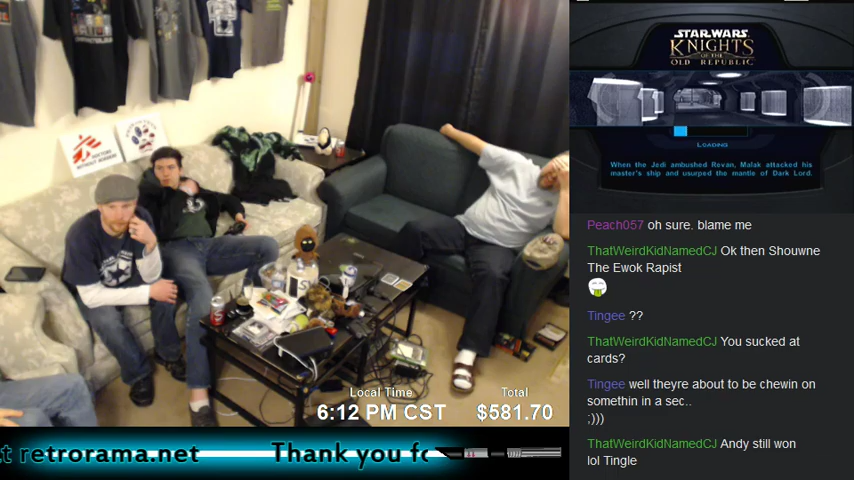 STAR WARS
KNIGHTS
OF THE
OLD REPUBLIC
LOADING
When the Jedi ambushed Revan, Malak attacked his
master's ship and usurped the mantle of Dark Lord.
Peach057 oh sure. blame me
ThatWeirdKidNamedCJ Ok then Shouwne
The Ewok Rapist
Tingee ??
ThatWeirdKidNamedCJ You sucked at
cards?
Tingee well theyre about to be chewin on
somethin in a sec..
;)))
ThatWeirdKidNamedCJ Andy still won
lol Tingle
Local Time
6:12 PM CST
Total
$581.70
t retrorama.net
Thank you fo